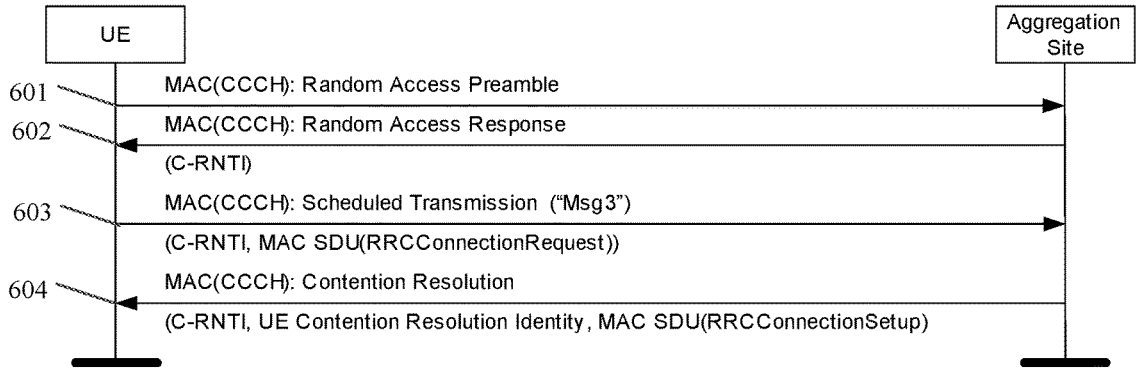 UE
Aggregation
Site
601
MAC(CCCH): Random Access Preamble
602
MAC(CCCH): Random Access Response
(C-RNTI)
603
MAC(CCCH): Scheduled Transmission (“Msg3”)
(C-RNTI, MAC SDU(RRCConnectionRequest))
604
MAC(CCCH): Contention Resolution
(C-RNTI, UE Contention Resolution Identity, MAC SDU(RRCConnectionSetup)